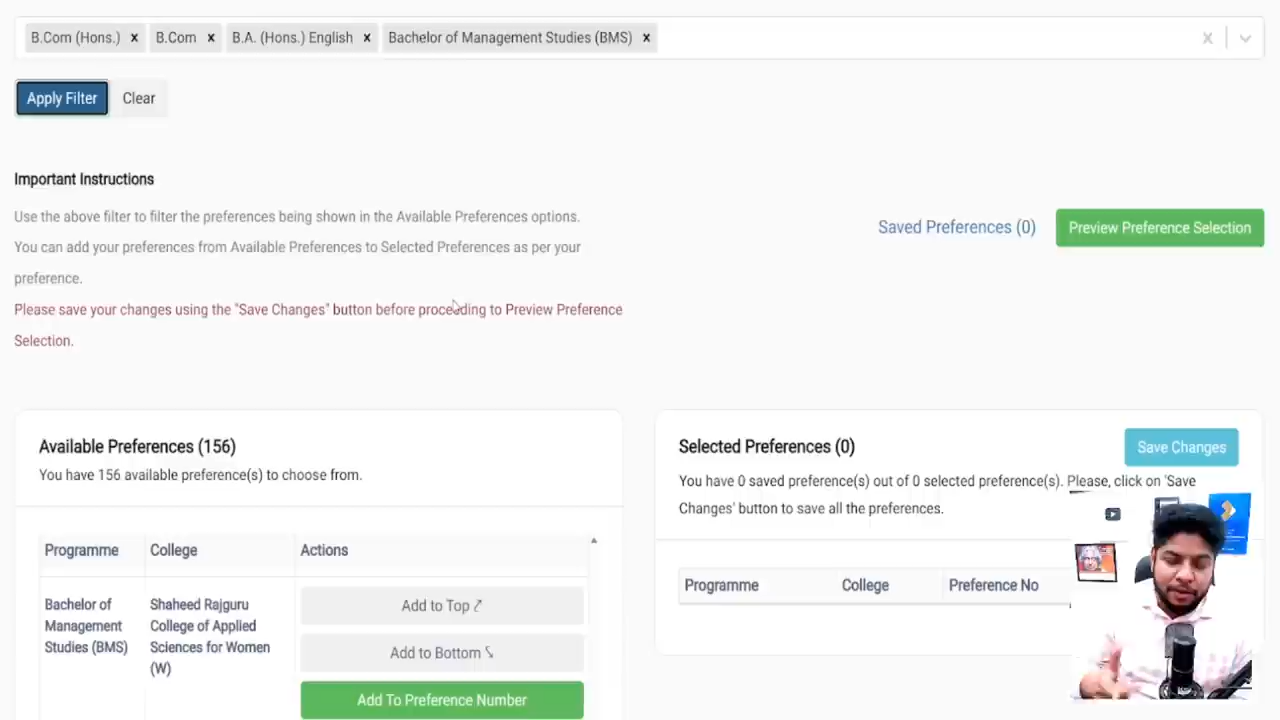 B.Com (Hons.) × B.Com × B.A. (Hons.) English × Bachelor of Management Studies (BMS) ×
Apply Filter Clear
Important Instructions
Use the above filter to filter the preferences being shown in the Available Preferences options.
You can add your preferences from Available Preferences to Selected Preferences as per your
preference.
Please save your changes using the "Save Changes" button before proceeding to Preview Preference
Selection.
Saved Preferences (0) Preview Preference Selection
Available Preferences (156)
You have 156 available preference(s) to choose from.
Programme College Actions
Bachelor of
Management
Studies (BMS)
Shaheed Rajguru
College of Applied
Sciences for Women
(W)
Add to Top
Add to Bottom
Add To Preference Number
Selected Preferences (0)
Save Changes
You have 0 saved preference(s) out of 0 selected preference(s). Please, click on 'Save
Changes' button to save all the preferences.
Programme College Preference No